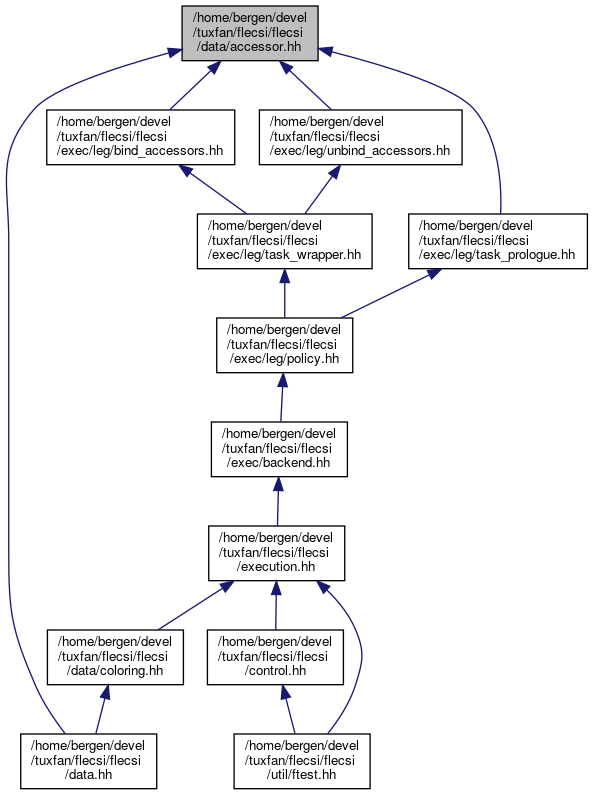 /home/bergen/devel
/tuxfan/flecsi/flecsi
/data/accessor.hh
/home/bergen/devel
/tuxfan/flecsi/flecsi
/exec/leg/bind_accessors.hh
/home/bergen/devel
/tuxfan/flecsi/flecsi
/exec/leg/unbind_accessors.hh
/home/bergen/devel
/tuxfan/flecsi/flecsi
/exec/leg/task_wrapper.hh
/home/bergen/devel
/tuxfan/flecsi/flecsi
/exec/leg/task_prologue.hh
/home/bergen/devel
/tuxfan/flecsi/flecsi
/exec/leg/policy.hh
/home/bergen/devel
/tuxfan/flecsi/flecsi
/exec/backend.hh
/home/bergen/devel
/tuxfan/flecsi/flecsi
/execution.hh
/home/bergen/devel
/tuxfan/flecsi/flecsi
/data/coloring.hh
/home/bergen/devel
/tuxfan/flecsi/flecsi
/control.hh
/home/bergen/devel
/tuxfan/flecsi/flecsi
/data.hh
/home/bergen/devel
/tuxfan/flecsi/flecsi
/util/ftest.hh